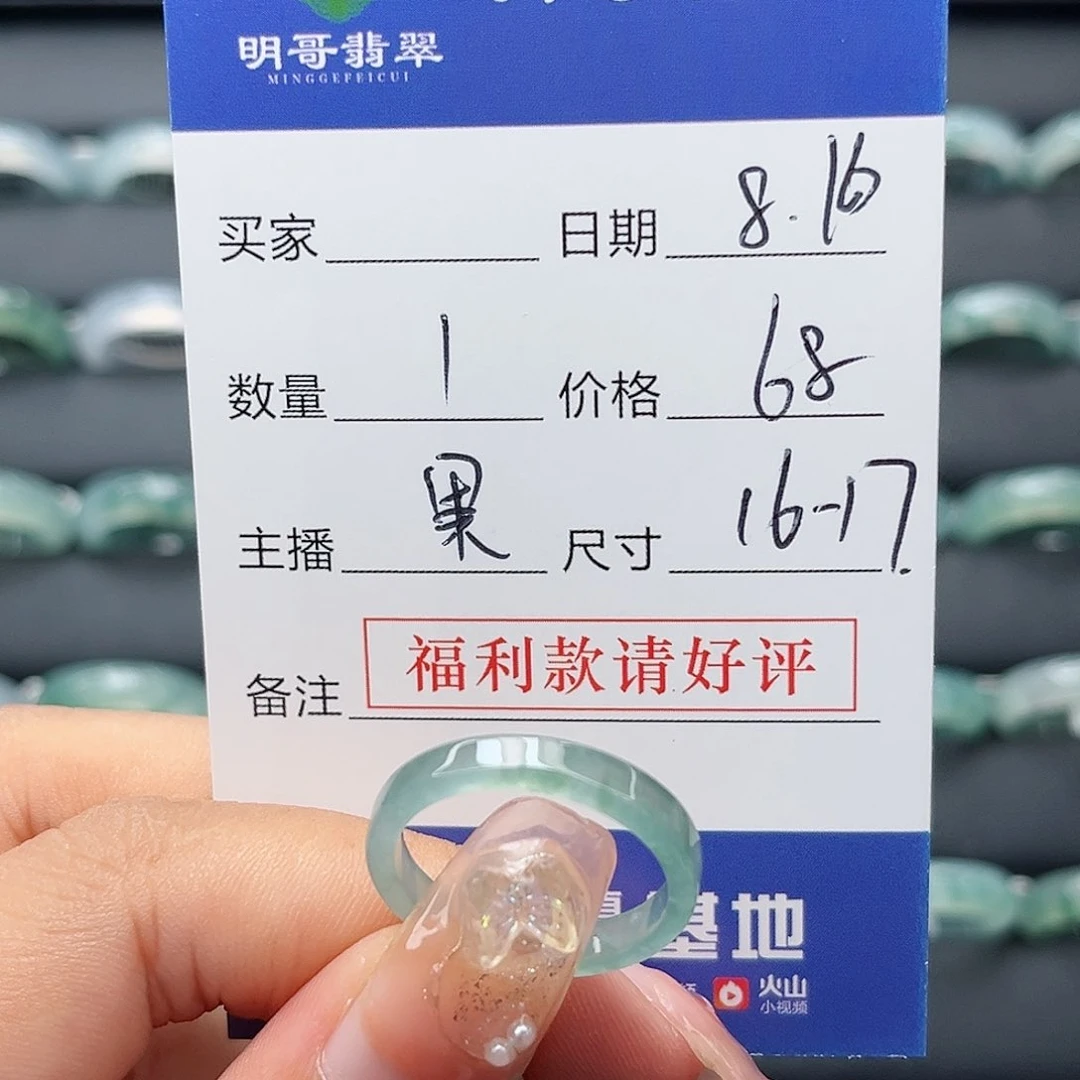 明哥翡翠
MINGGEFEICUI
买家 日期 8.16
数量 1 价格 68
主播 果 尺寸 16-17.
备注 福利款请好评
基地
火山
小视频